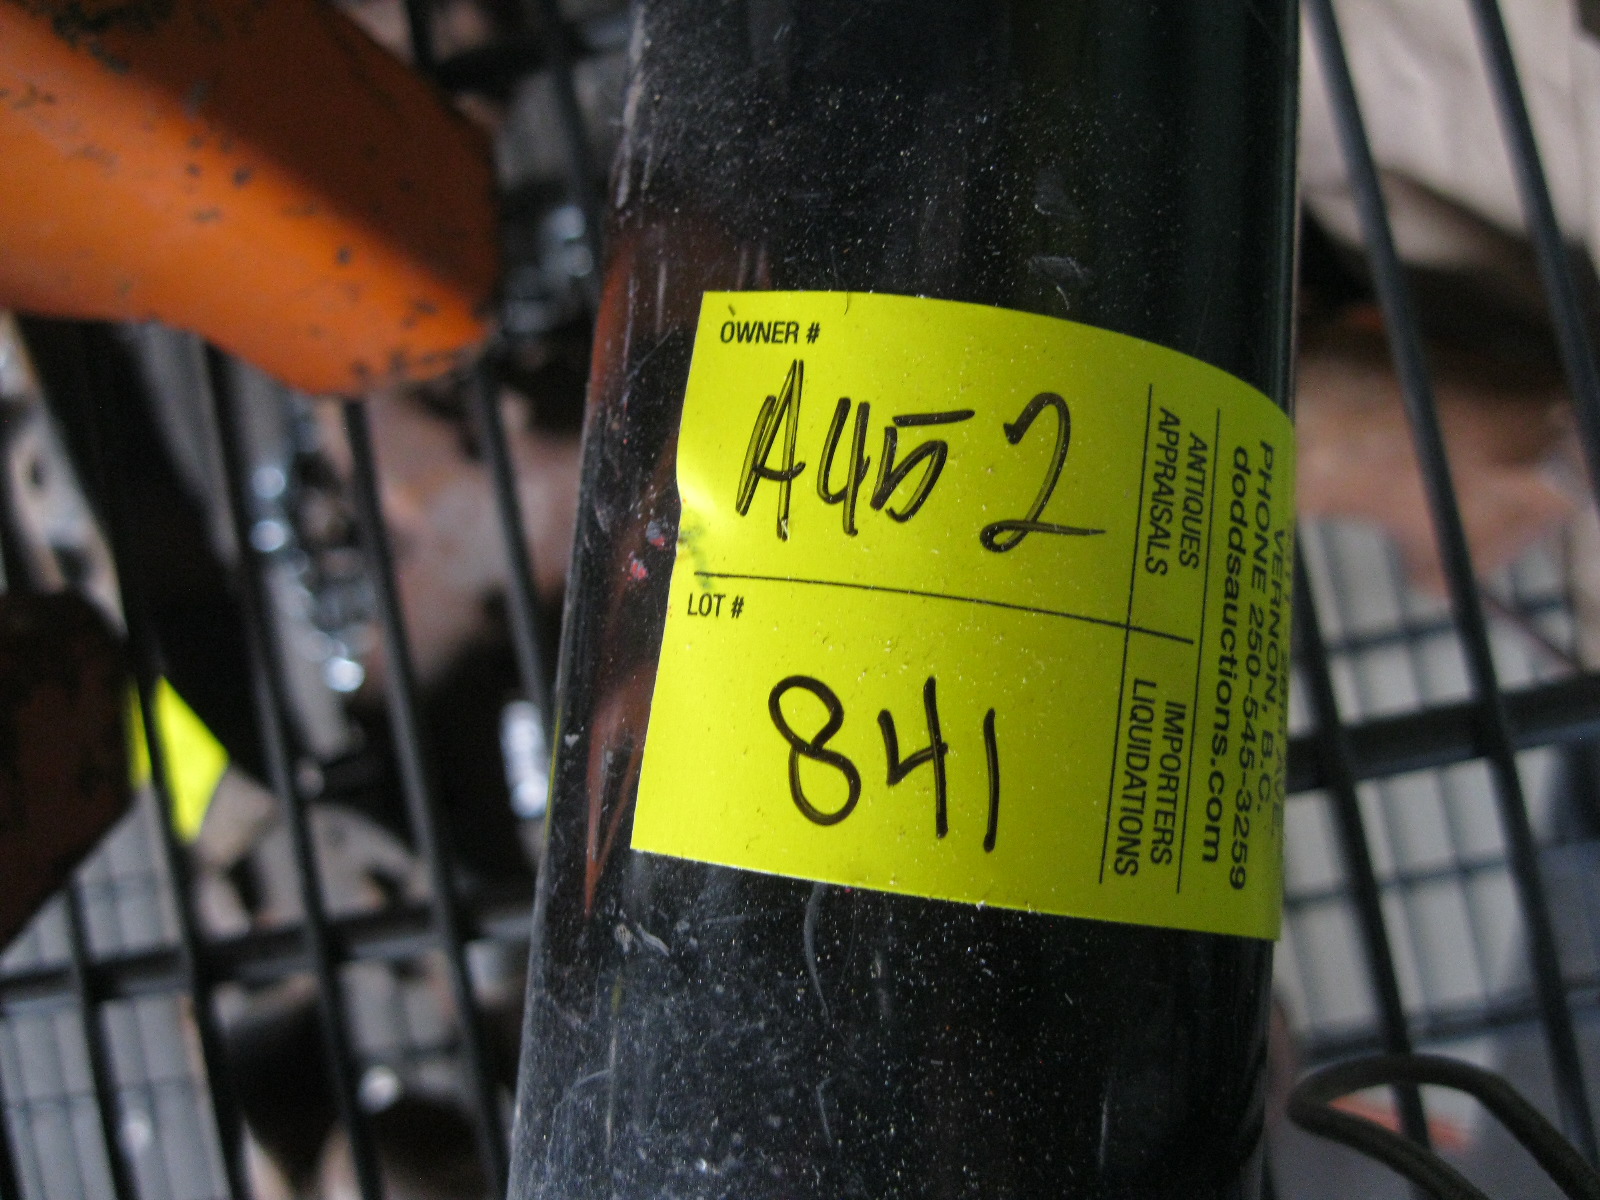 OWNER #
A452
LOT #
841
ANTIQUES
APPRAISALS
IMPORTERS
LIQUIDATIONS
VERNON, B.C.
PHONE 250-545-3259
doddsauctions.com